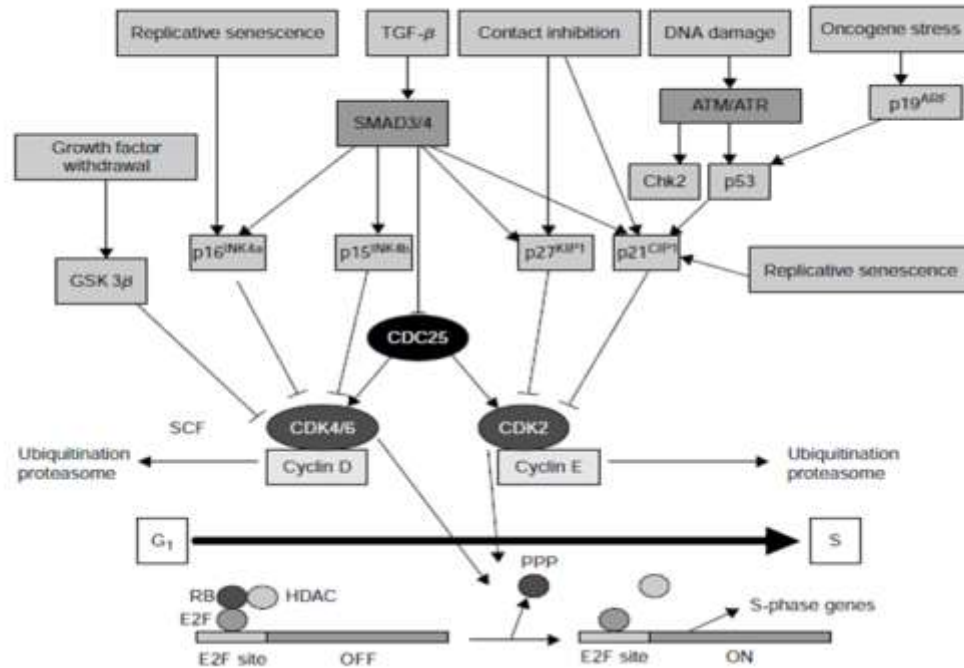 Replicative senescence
TGF-β
Contact inhibition
DNA damage
Oncogene stress
SMAD3/4
ATM/ATR
p19ARF
Growth factor
withdrawal
Chk2
p53
p16INK4a
p15INK4b
p27KIP1
p21CIP1
GSK 3β
Replicative senescence
CDC25
CDK4/6
CDK2
SCF
Ubiquitination
proteasome
Cyclin D
Cyclin E
Ubiquitination
proteasome
G1
S
PPP
RB
HDAC
E2F
S-phase genes
E2F site
OFF
E2F site
ON